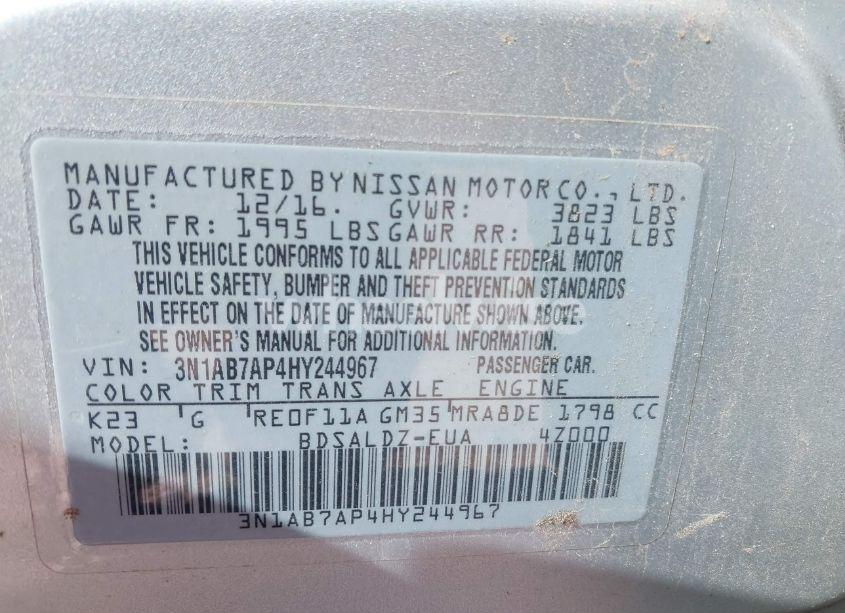 MANUFACTURED BY NISSAN MOTOR CO., LTD.
DATE: 12/16. GVWR: 3823 LBS
GAWR FR: 1995 LBS GAWR RR: 1841 LBS
THIS VEHICLE CONFORMS TO ALL APPLICABLE FEDERAL MOTOR
VEHICLE SAFETY, BUMPER AND THEFT PREVENTION STANDARDS
IN EFFECT ON THE DATE OF MANUFACTURE SHOWN ABOVE.
SEE OWNER'S MANUAL FOR ADDITIONAL INFORMATION.
VIN: 3N1AB7AP4HY244967 PASSENGER CAR.
COLOR TRIM TRANS AXLE ENGINE
K23 G RE0F11A GM35 MRA8DE 1798 CC
MODEL: BDSALDZ-EUA 4Z000
3N1AB7AP4HY244967